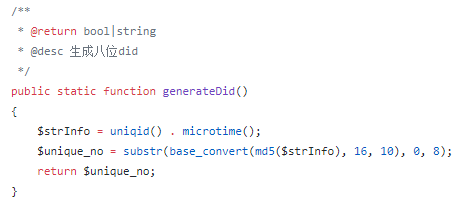 /**
 * @return bool|string
 * @desc 生成八位did
 */
public static function generateDid()
{
    $strInfo = uniqid() . microtime();
    $unique_no = substr(base_convert(md5($strInfo), 16, 10), 0, 8);
    return $unique_no;
}